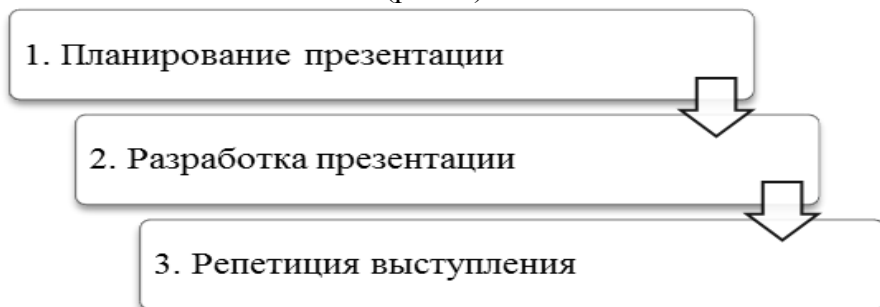 1. Планирование презентации
2. Разработка презентации
3. Репетиция выступления